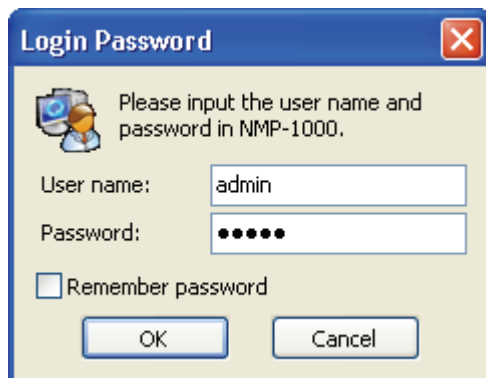 Login Password
Please input the user name and
password in NMP-1000.
User name:
admin
Password:
●●●●●
Remember password
OK
Cancel